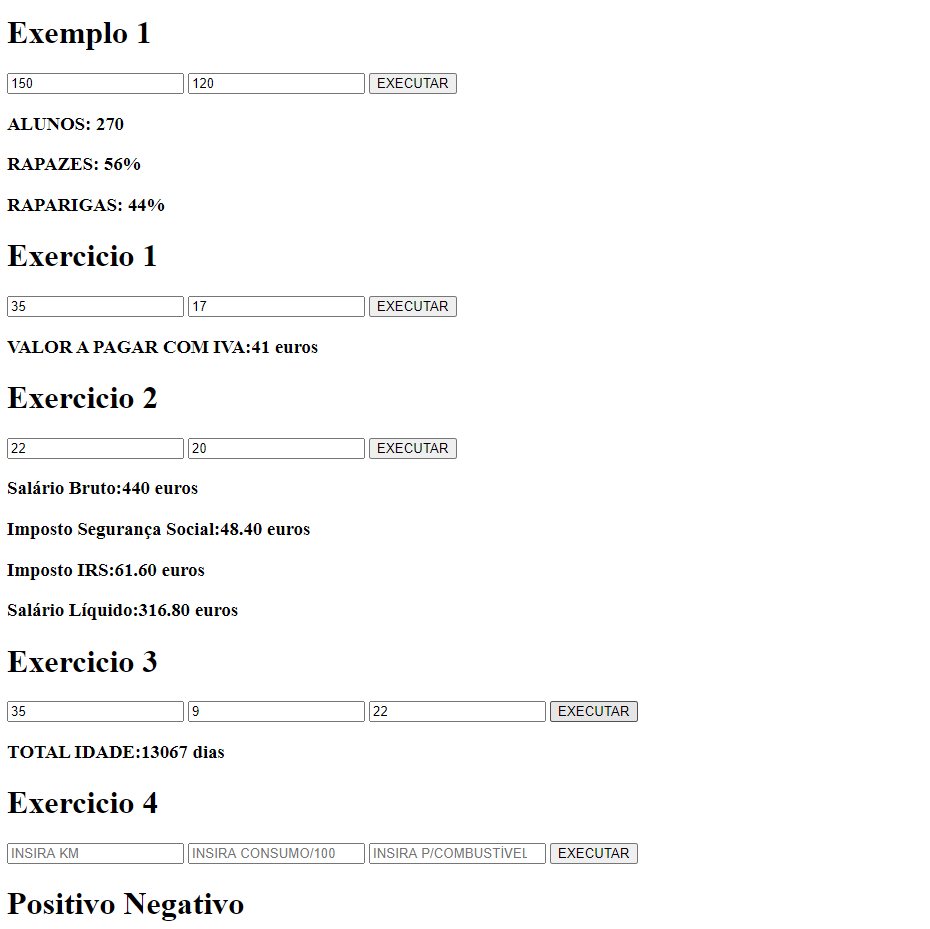 Exemplo 1
150 120 EXECUTAR
ALUNOS: 270
RAPAZES: 56%
RAPARIGAS: 44%
Exercicio 1
35 17 EXECUTAR
VALOR A PAGAR COM IVA:41 euros
Exercicio 2
22 20 EXECUTAR
Salário Bruto:440 euros
Imposto Segurança Social:48.40 euros
Imposto IRS:61.60 euros
Salário Líquido:316.80 euros
Exercicio 3
35 9 22 EXECUTAR
TOTAL IDADE:13067 dias
Exercicio 4
INSIRA KM INSIRA CONSUMO/100 INSIRA P/COMBUSTÍVEL EXECUTAR
Positivo Negativo